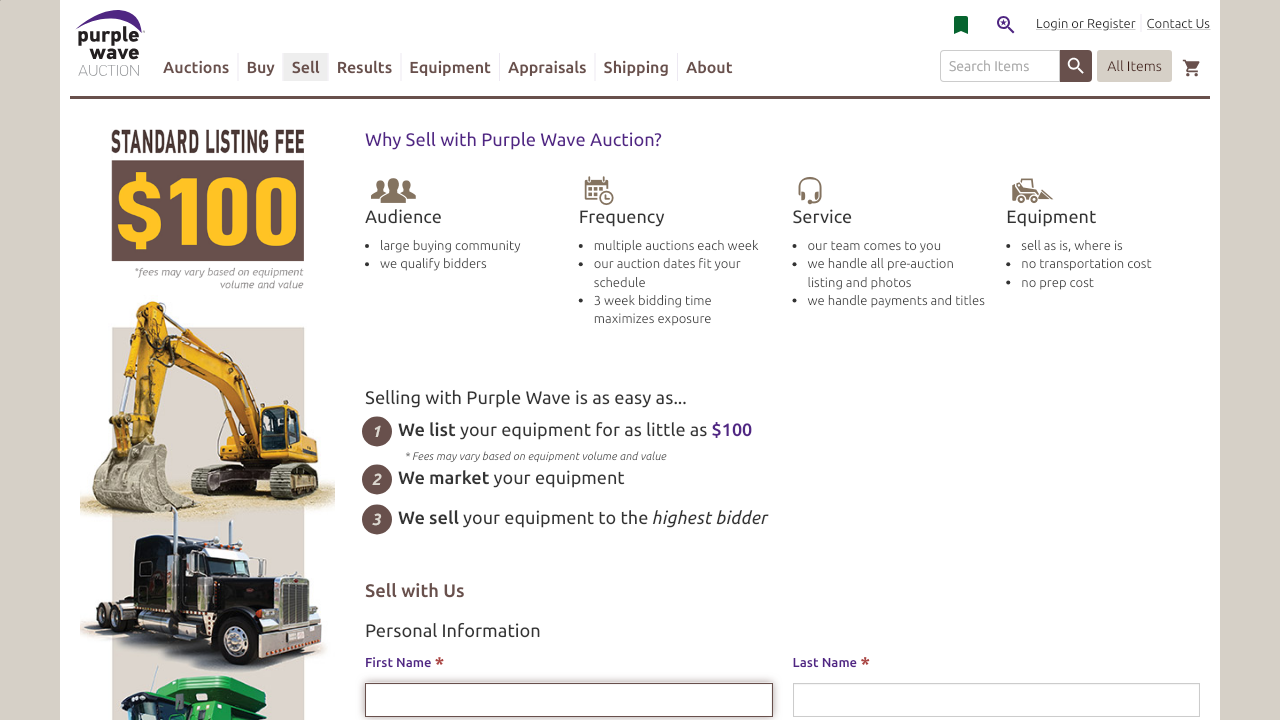 purple
wave
AUCTION
Login or Register
Contact Us
Auctions
Buy
Sell
Results
Equipment
Appraisals
Shipping
About
Search Items
All Items
STANDARD LISTING FEE
$100
*fees may vary based on equipment
volume and value
Why Sell with Purple Wave Auction?
Audience
large buying community
we qualify bidders
Frequency
multiple auctions each week
our auction dates fit your
schedule
3 week bidding time
maximizes exposure
Service
our team comes to you
we handle all pre-auction
listing and photos
we handle payments and titles
Equipment
sell as is, where is
no transportation cost
no prep cost
Selling with Purple Wave is as easy as...
1 We list your equipment for as little as $100
* Fees may vary based on equipment volume and value
2 We market your equipment
3 We sell your equipment to the highest bidder
Sell with Us
Personal Information
First Name *
Last Name *